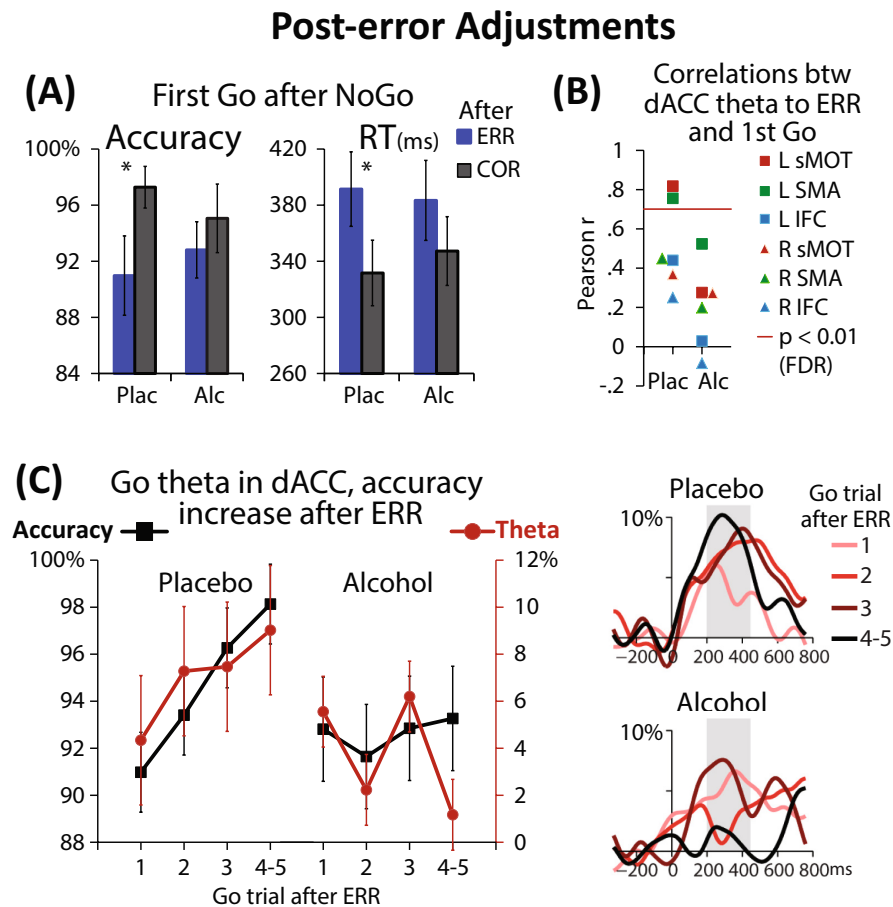 Post-error Adjustments
(A)
First Go after NoGo
After
ERR
COR
Accuracy
100%
96
92
88
84
*
Plac
Alc
RT (ms)
420
380
340
300
260
*
Plac
Alc
(B)
Correlations btw
dACC theta to ERR
and 1st Go
Pearson r
1
.8
.6
.4
.2
0
-.2
Plac
Alc
L sMOT
L SMA
L IFC
R sMOT
R SMA
R IFC
p < 0.01
(FDR)
(C)
Go theta in dACC, accuracy
increase after ERR
Accuracy
Theta
100%
98
96
94
92
90
88
Placebo
Alcohol
12%
10
8
6
4
2
0
1 2 3 4-5 1 2 3 4-5
Go trial after ERR
Placebo
10%
−200 0 200 400 600 800
Go trial
after ERR
1
2
3
4-5
Alcohol
10%
−200 0 200 400 600 800ms